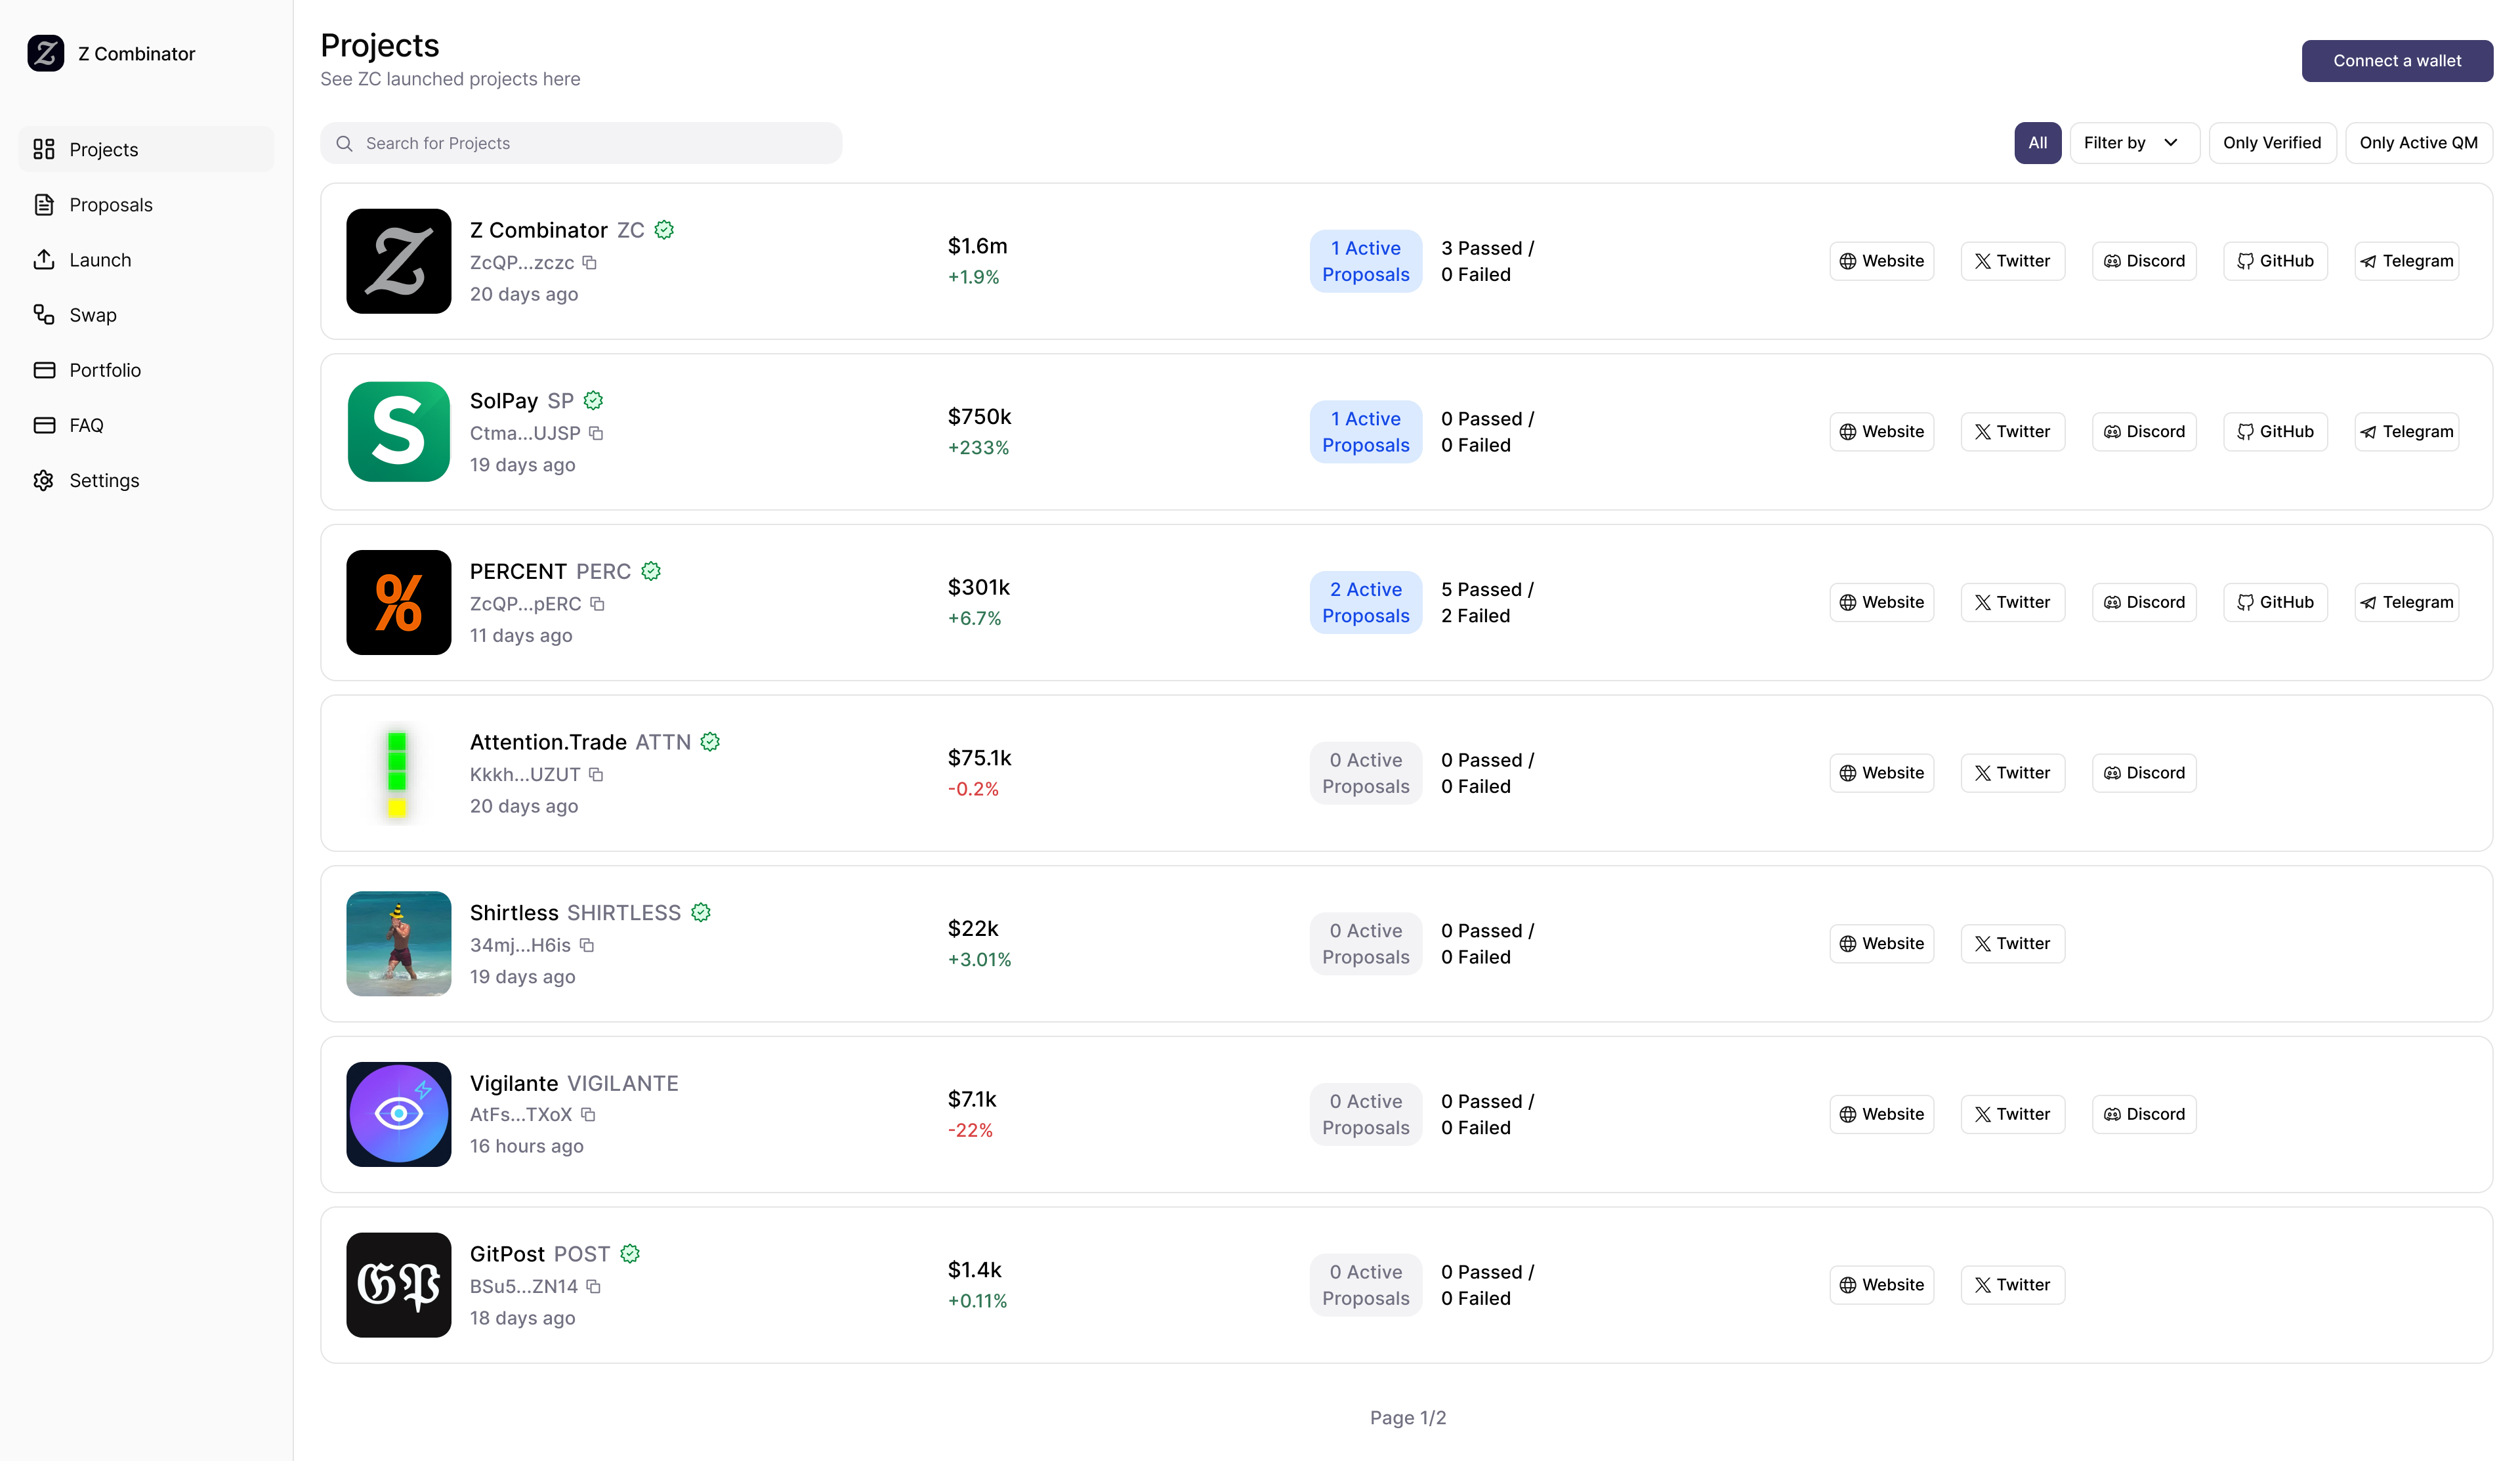 Z Combinator
Projects
Proposals
Launch
Swap
Portfolio
FAQ
Settings
Projects
See ZC launched projects here
Connect a wallet
Search for Projects
All
Filter by
Only Verified
Only Active QM
Z
Z Combinator ZC
ZcQP...zczc
20 days ago
$1.6m
+1.9%
1 Active
Proposals
3 Passed /
0 Failed
Website
Twitter
Discord
GitHub
Telegram
S
SolPay SP
Ctma...UJSP
19 days ago
$750k
+233%
1 Active
Proposals
0 Passed /
0 Failed
Website
Twitter
Discord
GitHub
Telegram
%
PERCENT PERC
ZcQP...pERC
11 days ago
$301k
+6.7%
2 Active
Proposals
5 Passed /
2 Failed
Website
Twitter
Discord
GitHub
Telegram
Attention.Trade ATTN
Kkkh...UZUT
20 days ago
$75.1k
-0.2%
0 Active
Proposals
0 Passed /
0 Failed
Website
Twitter
Discord
Shirtless SHIRTLESS
34mj...H6is
19 days ago
$22k
+3.01%
0 Active
Proposals
0 Passed /
0 Failed
Website
Twitter
Vigilante VIGILANTE
AtFs...TXoX
16 hours ago
$7.1k
-22%
0 Active
Proposals
0 Passed /
0 Failed
Website
Twitter
Discord
GP
GitPost POST
BSu5...ZN14
18 days ago
$1.4k
+0.11%
0 Active
Proposals
0 Passed /
0 Failed
Website
Twitter
Page 1/2